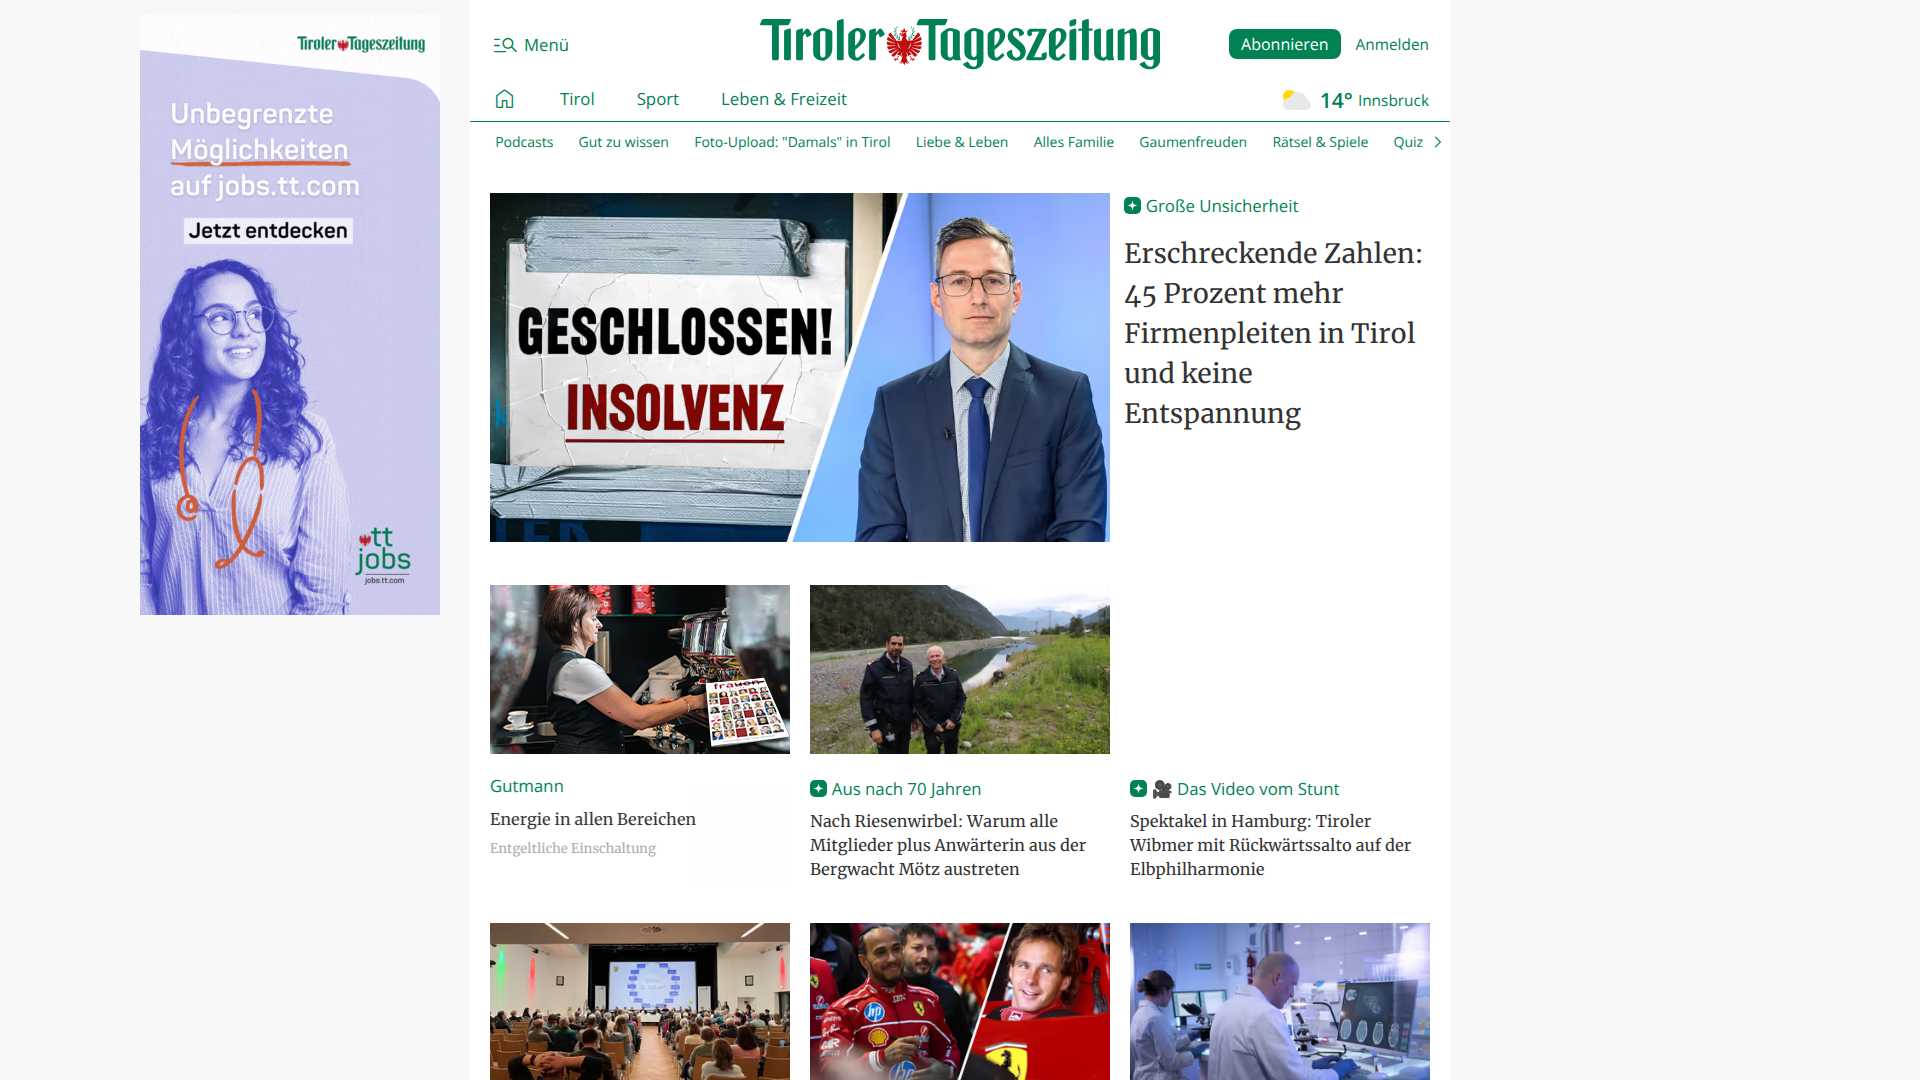 Tiroler Tageszeitung
Unbegrenzte
Möglichkeiten
auf jobs.tt.com
Jetzt entdecken
tt
jobs
jobs.tt.com
Menü
Tiroler Tageszeitung
Abonnieren
Anmelden
Tirol
Sport
Leben & Freizeit
14° Innsbruck
Podcasts
Gut zu wissen
Foto-Upload: "Damals" in Tirol
Liebe & Leben
Alles Familie
Gaumenfreuden
Rätsel & Spiele
Quiz
GESCHLOSSEN!
INSOLVENZ
Große Unsicherheit
Erschreckende Zahlen:
45 Prozent mehr
Firmenpleiten in Tirol
und keine
Entspannung
frauen
Gutmann
Energie in allen Bereichen
Entgeltliche Einschaltung
Aus nach 70 Jahren
Nach Riesenwirbel: Warum alle
Mitglieder plus Anwärterin aus der
Bergwacht Mötz austreten
Das Video vom Stunt
Spektakel in Hamburg: Tiroler
Wibmer mit Rückwärtssalto auf der
Elbphilharmonie
hp